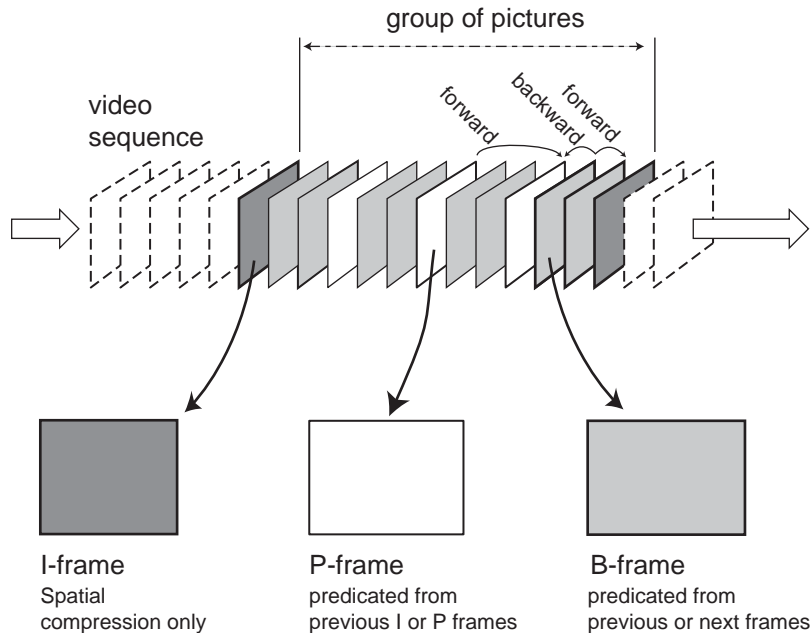 group of pictures
video
sequence
forward
backward
forward
I-frame
Spatial
compression only
P-frame
predicated from
previous I or P frames
B-frame
predicated from
previous or next frames